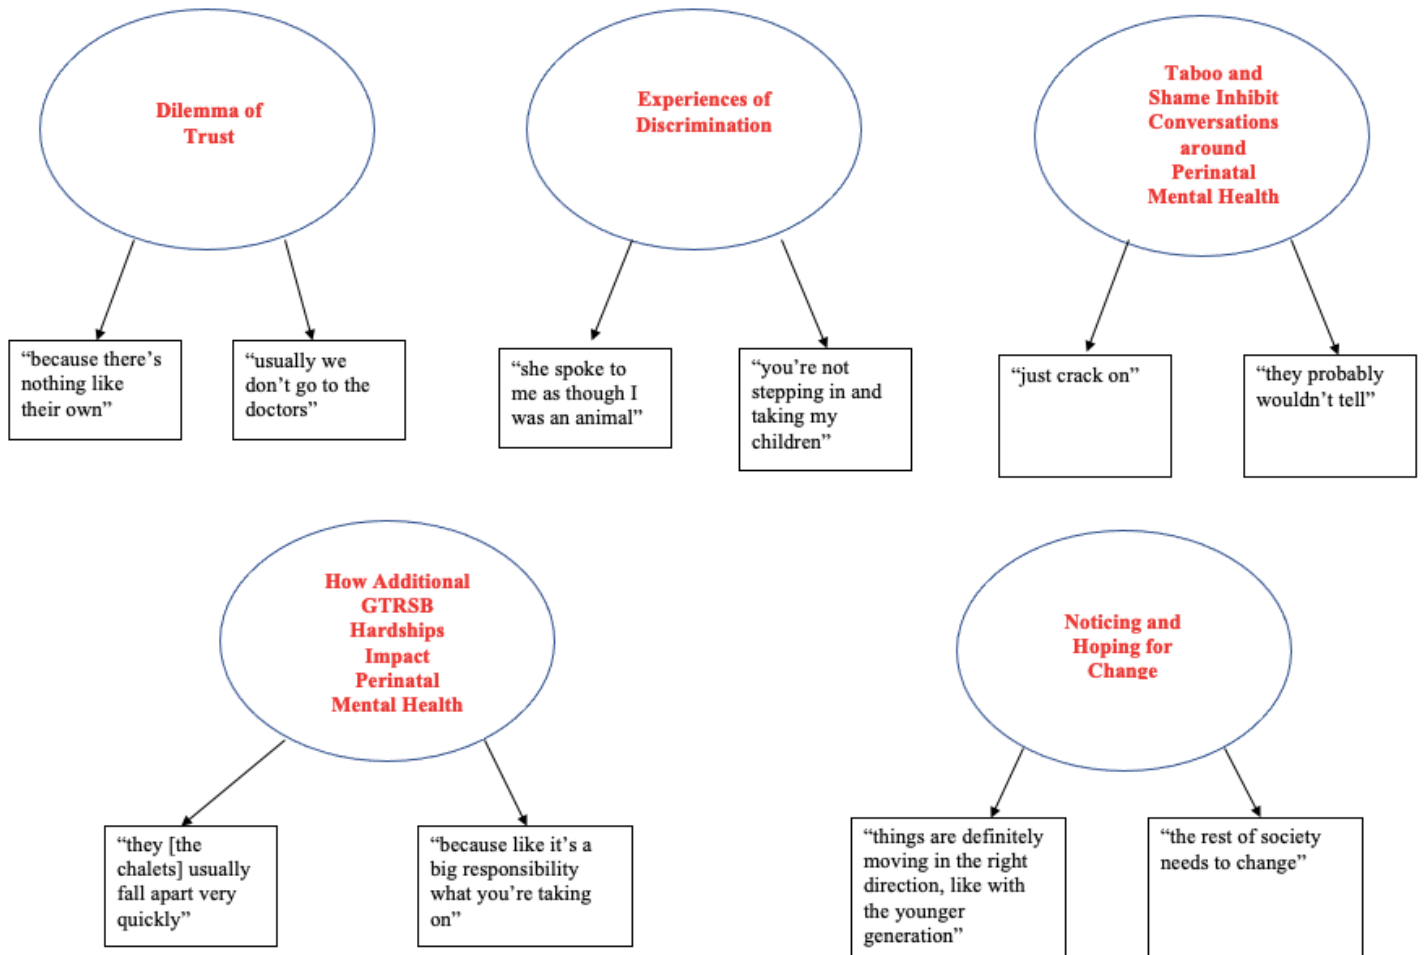 Dilemma of
Trust
“because there’s
nothing like
their own”
“usually we
don’t go to the
doctors”
Experiences of
Discrimination
“she spoke to
me as though I
was an animal”
“you’re not
stepping in and
taking my
children”
Taboo and
Shame Inhibit
Conversations
around
Perinatal
Mental Health
“just crack on”
“they probably
wouldn’t tell”
How Additional
GTRSB
Hardships
Impact
Perinatal
Mental Health
“they [the
chalets] usually
fall apart very
quickly”
“because like it’s a
big responsibility
what you’re taking
on”
Noticing and
Hoping for
Change
“things are definitely
moving in the right
direction, like with
the younger
generation”
“the rest of society
needs to change”